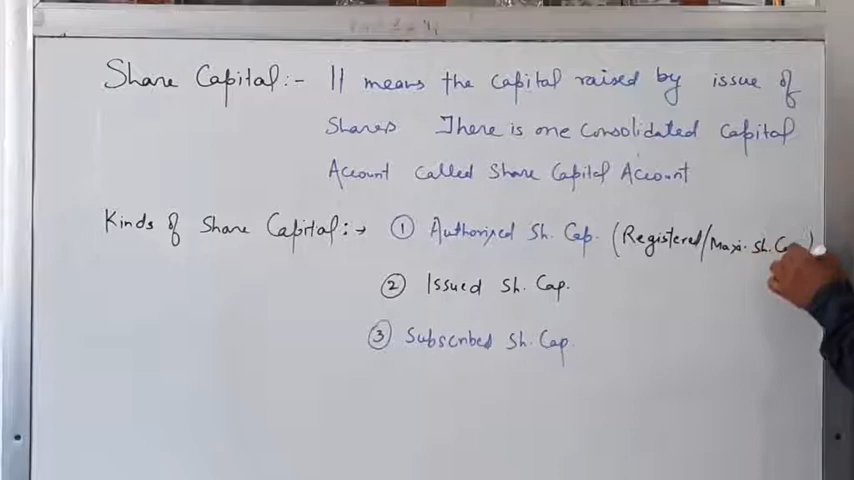 Share Capital :- It means the capital raised by issue of
Shares There is one Consolidated capital
Account called Share Capital Account
Kinds of Share Capital :→ ① Authorized Sh. Cap. (Registered/Maxi. Sh. )
② Issued Sh. Cap.
③ Subscribed Sh. Cap.